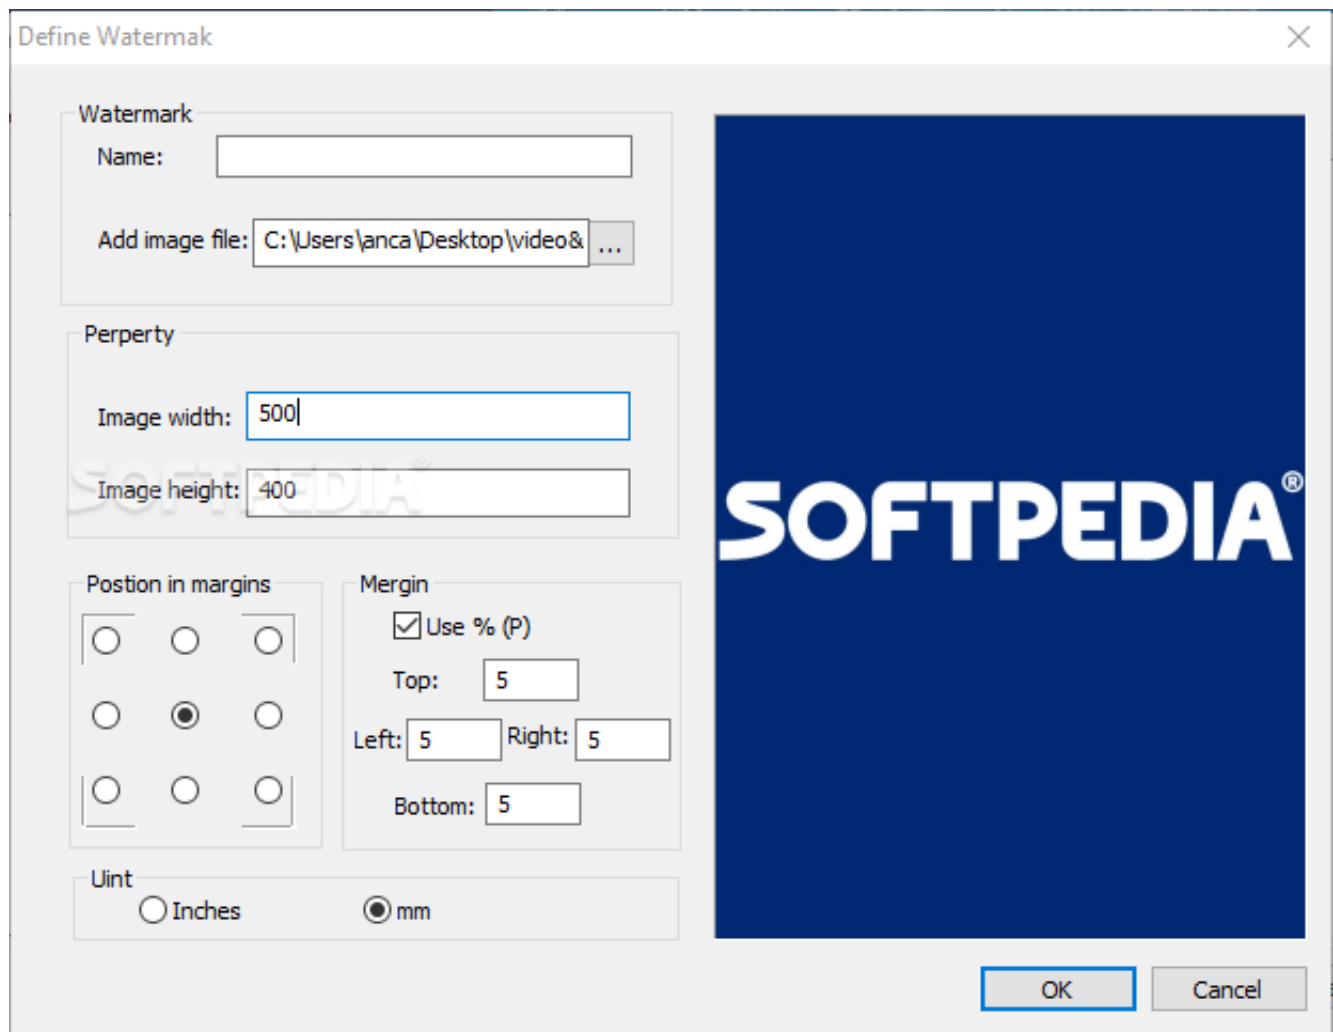 Define Watermak
Watermark
Name:
Add image file: C:\Users\anca\Desktop\video& ...
Perperty
Image width: 500
SOFTPEDIA®
Image height: 400
Postion in margins
Mergin
Use % (P)
Top: 5
Left: 5 Right: 5
Bottom: 5
Uint
Inches mm
SOFTPEDIA®
OK Cancel